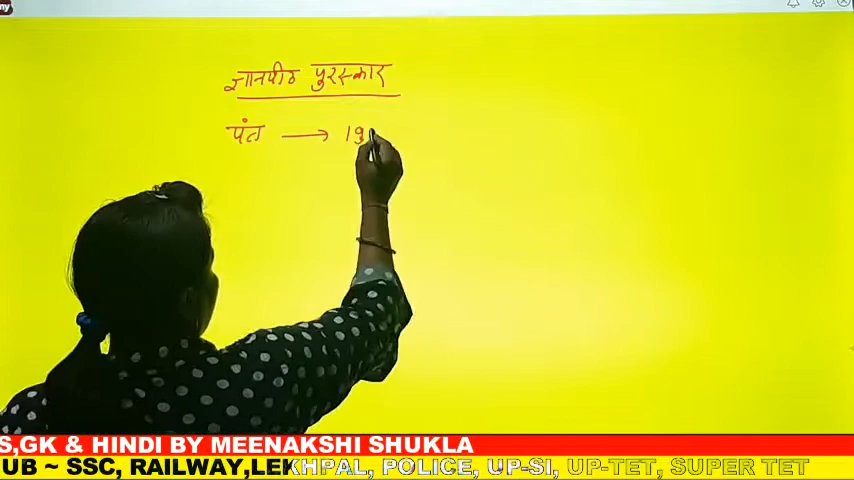 ज्ञानपीठ पुरस्कार
पंत → 19
S,GK & HINDI BY MEENAKSHI SHUKLA
UB ~ SSC, RAILWAY,LEKHPAL, POLICE, UP-SI, UP-TET, SUPER TET